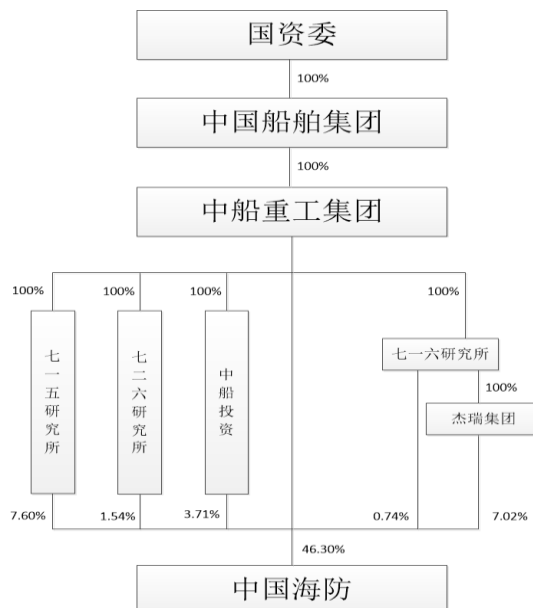 国资委
100%
中国船舶集团
100%
中船重工集团
100%
100%
100%
100%
七一五研究所
七二六研究所
中船投资
七一六研究所
100%
杰瑞集团
7.60%
1.54%
3.71%
0.74%
7.02%
46.30%
中国海防